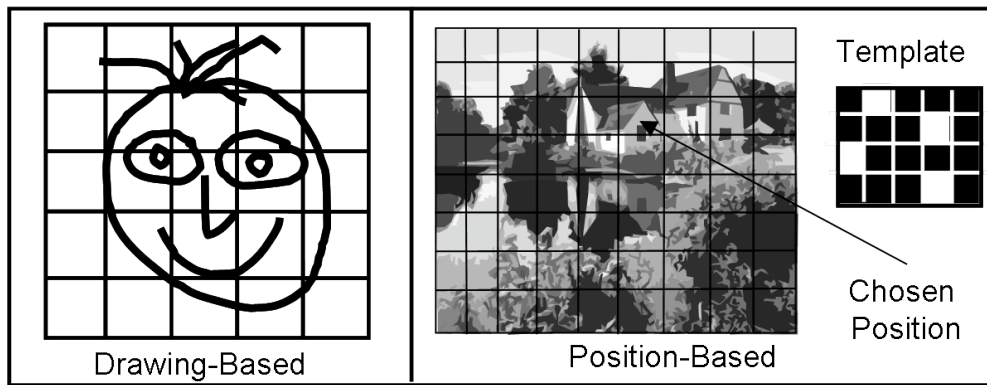 Drawing-Based
Position-Based
Template
Chosen
Position